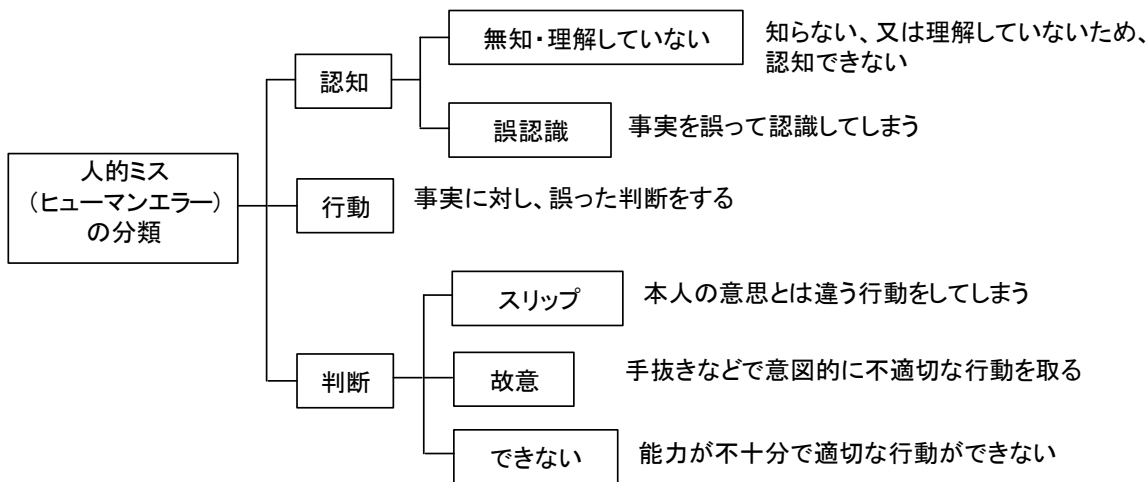 人的ミス
（ヒューマンエラー）
の分類
認知
無知・理解していない
知らない、又は理解していないため、
認知できない
誤認識
事実を誤って認識してしまう
行動
事実に対し、誤った判断をする
判断
スリップ
本人の意思とは違う行動をしてしまう
故意
手抜きなどで意図的に不適切な行動を取る
できない
能力が不十分で適切な行動ができない